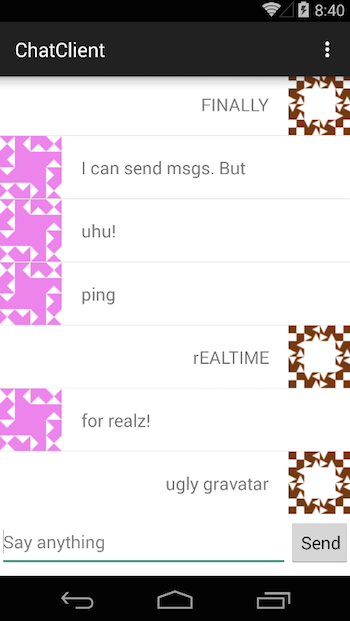 8:40
ChatClient
FINALLY
I can send msgs. But
uhu!
ping
rEALTIME
for realz!
ugly gravatar
Say anything
Send